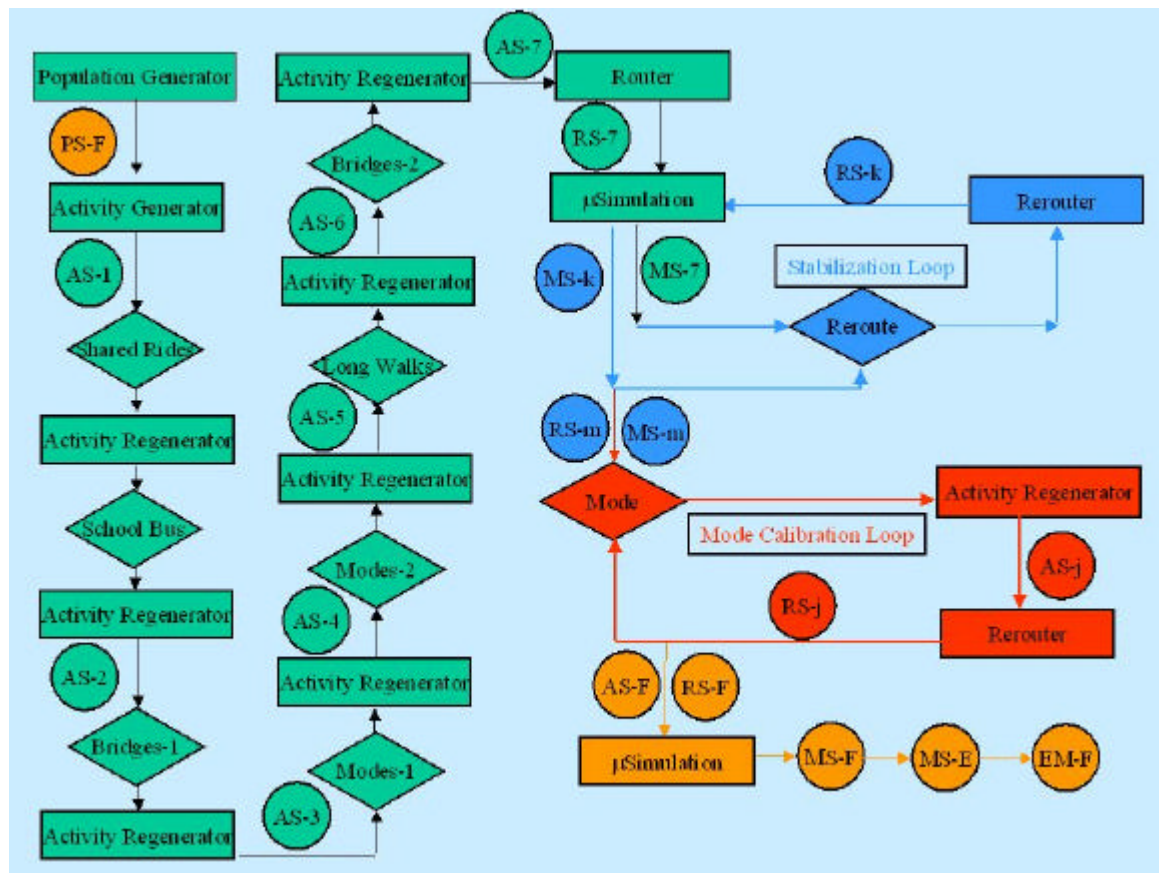 Population Generator
PS-F
Activity Generator
AS-1
Shared Rides
Activity Regenerator
School Bus
Activity Regenerator
AS-2
Bridges-1
Activity Regenerator
AS-3
Modes-1
Activity Regenerator
AS-4
Modes-2
Activity Regenerator
AS-5
Long Walks
Activity Regenerator
AS-6
Bridges-2
Activity Regenerator
AS-7
Router
RS-7
µSimulation
RS-k
Rerouter
MS-k
MS-7
Stabilization Loop
Reroute
RS-m
MS-m
Mode
Activity Regenerator
Mode Calibration Loop
AS-j
RS-j
Rerouter
AS-F
RS-F
µSimulation
MS-F
MS-E
EM-F